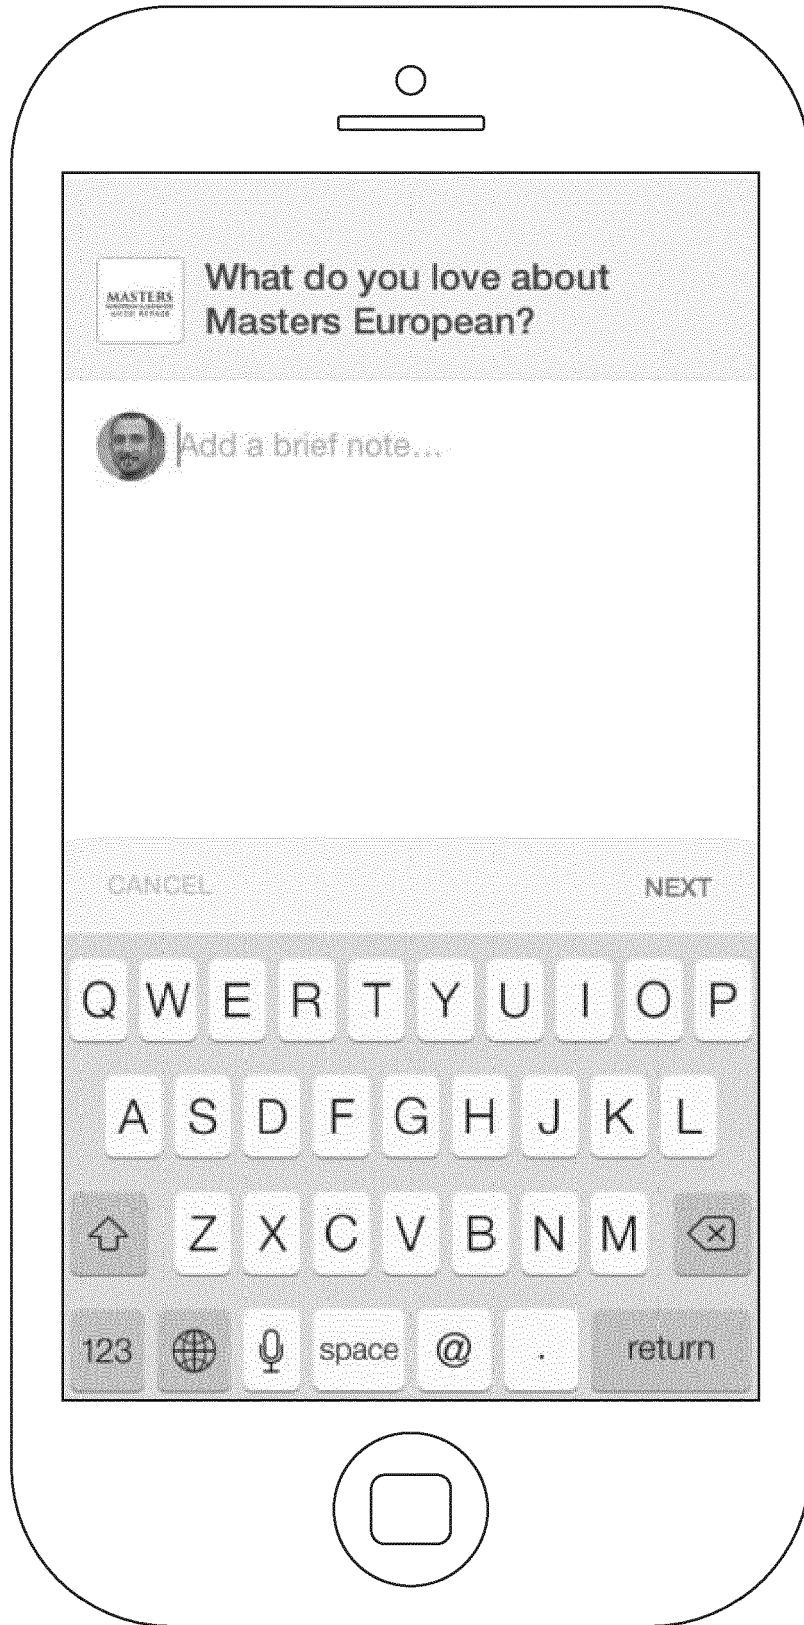 What do you love about
Masters European?
MASTERS
Add a brief note...
CANCEL
NEXT
Q W E R T Y U I O P
A S D F G H J K L
Z X C V B N M
123 space @ . return